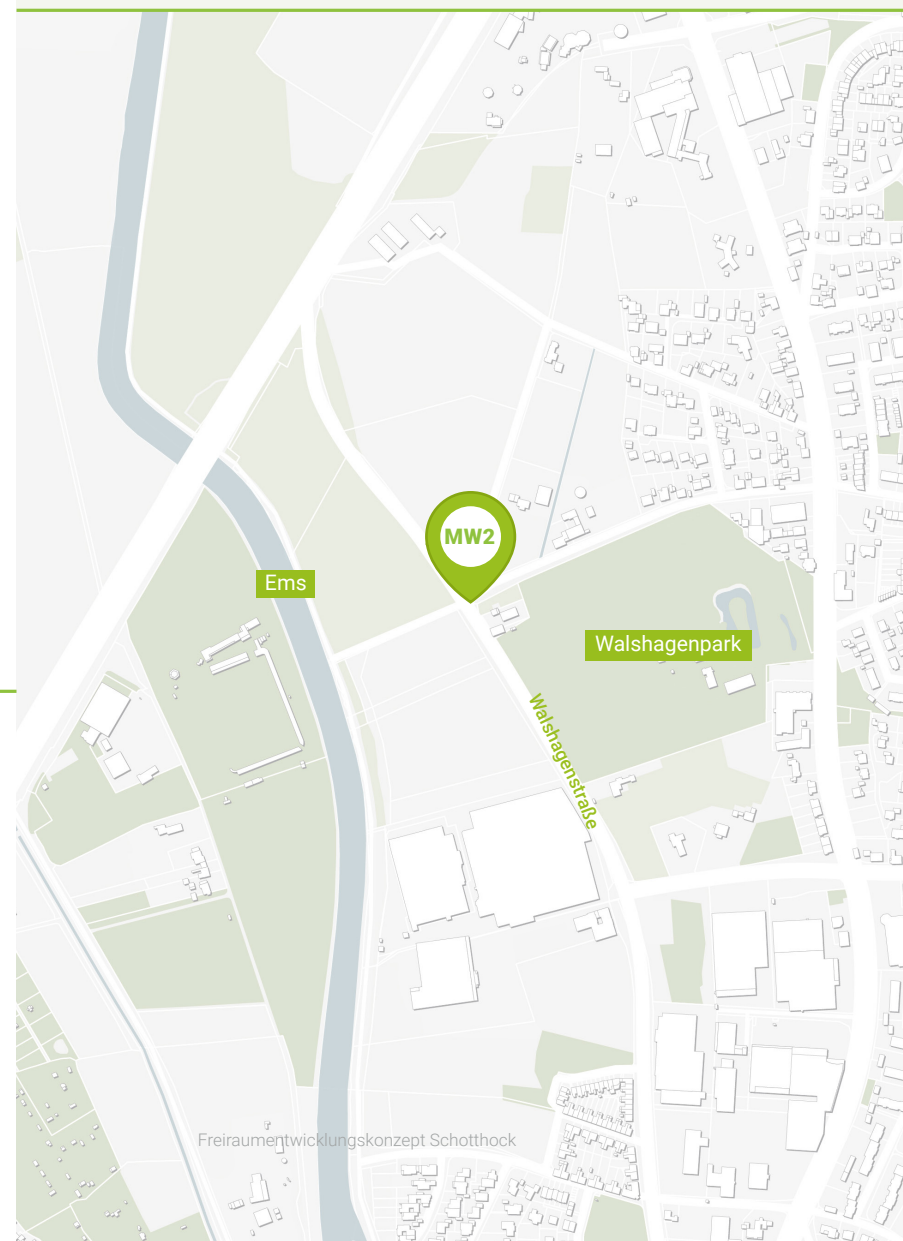 MW2
Ems
Walshagenpark
Walshagenstraße
Freiraumentwicklungskonzept Schotthock